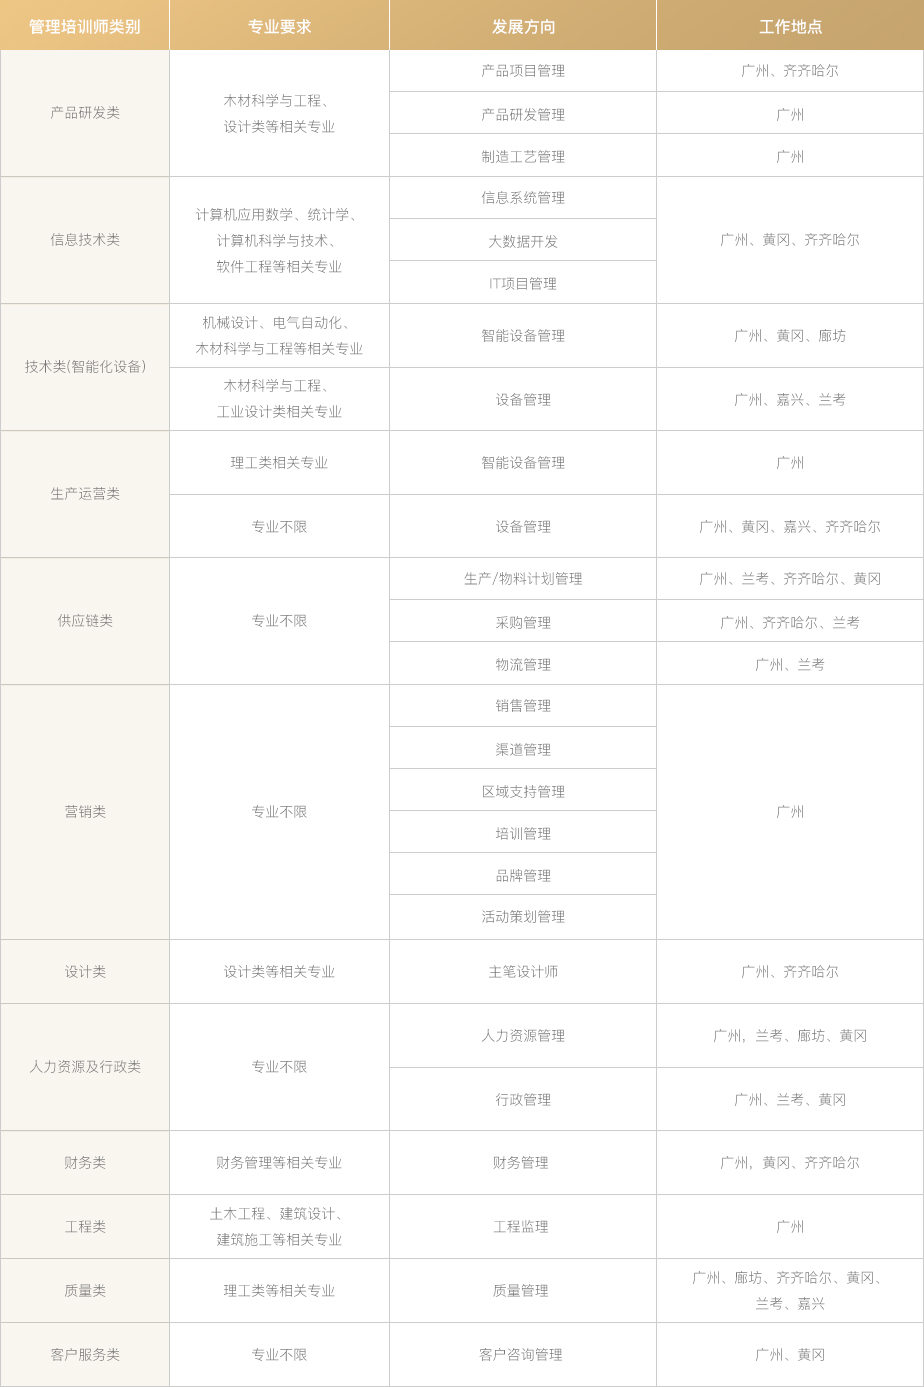 管理培训师类别 专业要求 发展方向 工作地点
产品研发类
木材科学与工程、
设计类等相关专业
产品项目管理 广州、齐齐哈尔
产品研发管理 广州
制造工艺管理 广州
信息技术类
计算机应用数学、统计学、
计算机科学与技术、
软件工程等相关专业
信息系统管理
大数据开发
IT项目管理
广州、黄冈、齐齐哈尔
技术类(智能化设备)
机械设计、电气自动化、
木材科学与工程等相关专业
智能设备管理 广州、黄冈、廊坊
木材科学与工程、
工业设计类相关专业
设备管理 广州、嘉兴、兰考
生产运营类
理工类相关专业 智能设备管理 广州
专业不限 设备管理 广州、黄冈、嘉兴、齐齐哈尔
供应链类
专业不限
生产/物料计划管理 广州、兰考、齐齐哈尔、黄冈
采购管理 广州、齐齐哈尔、兰考
物流管理 广州、兰考
营销类
专业不限
销售管理
渠道管理
区域支持管理
培训管理
品牌管理
活动策划管理
广州
设计类 设计类等相关专业 主笔设计师 广州、齐齐哈尔
人力资源及行政类
专业不限
人力资源管理 广州，兰考、廊坊、黄冈
行政管理 广州、兰考、黄冈
财务类 财务管理等相关专业 财务管理 广州，黄冈、齐齐哈尔
工程类
土木工程、建筑设计、
建筑施工等相关专业
工程监理 广州
质量类 理工类等相关专业 质量管理
广州、廊坊、齐齐哈尔、黄冈、
兰考、嘉兴
客户服务类 专业不限 客户咨询管理 广州、黄冈